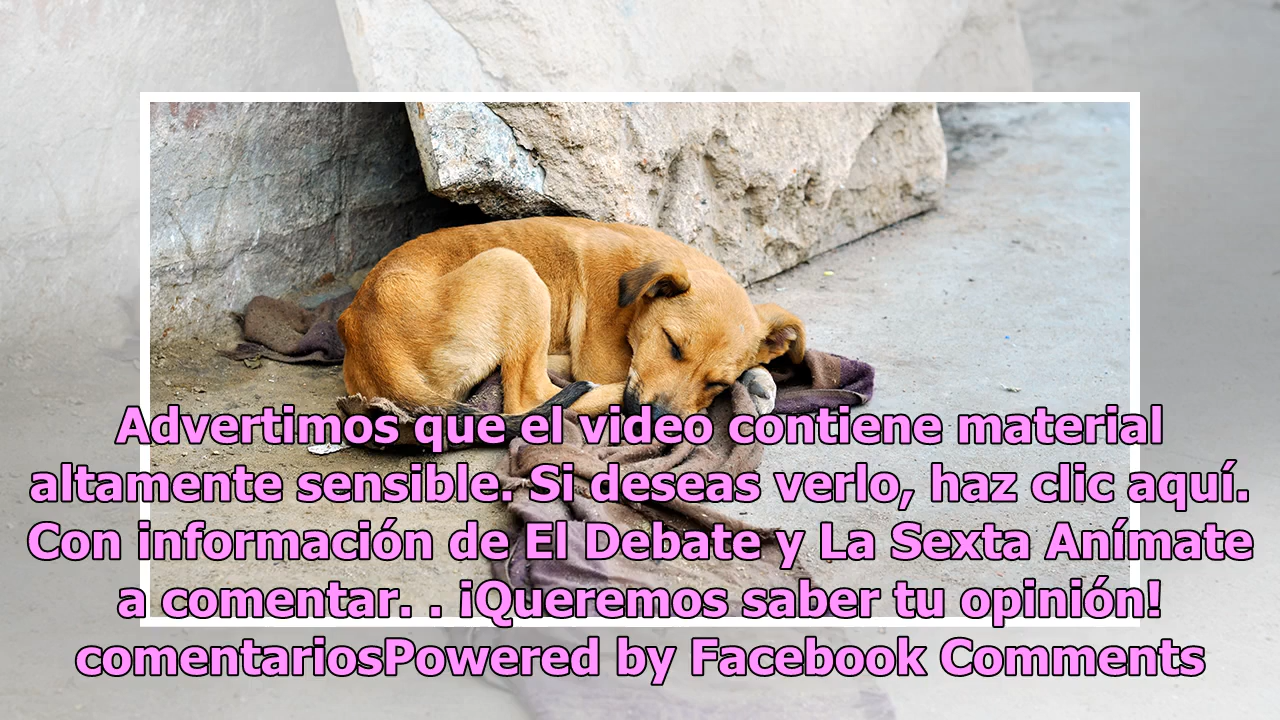 Advertimos que el video contiene material
altamente sensible. Si deseas verlo, haz clic aquí.
Con información de El Debate y La Sexta Anímate
a comentar. . ¡Queremos saber tu opinión!
comentariosPowered by Facebook Comments